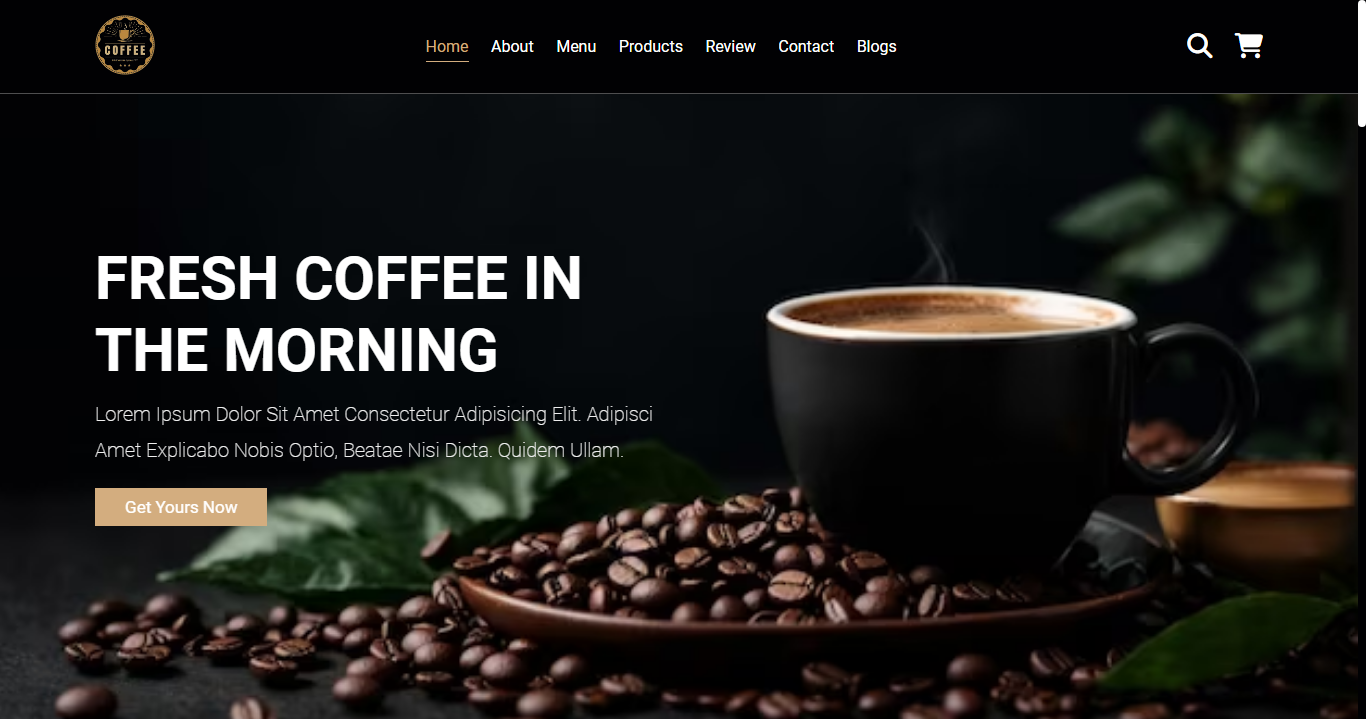 COFFEE
Home About Menu Products Review Contact Blogs
FRESH COFFEE IN
THE MORNING
Lorem Ipsum Dolor Sit Amet Consectetur Adipisicing Elit. Adipisci
Amet Explicabo Nobis Optio, Beatae Nisi Dicta. Quidem Ullam.
Get Yours Now